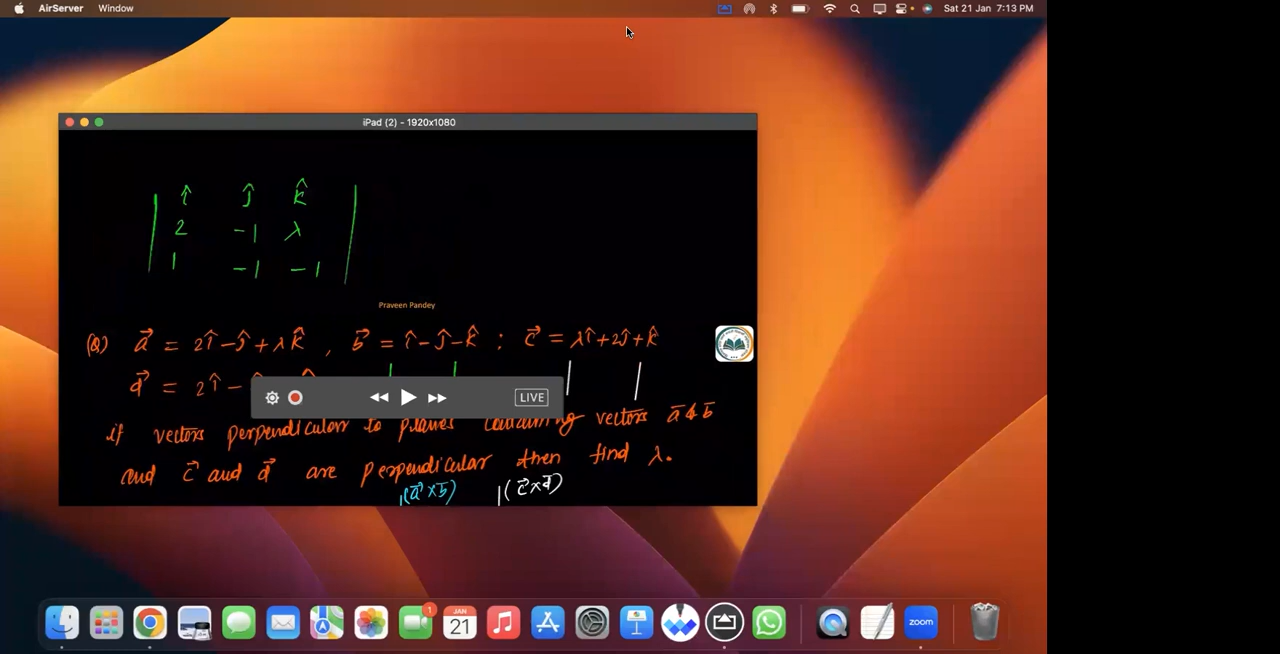 AirServer Window Sat 21 Jan 7:13 PM
iPad (2) - 1920x1080
î ĵ k̂
2 -1 λ
1 -1 -1
Praveen Pandey
(Q) a⃗ = 2î-ĵ+λk̂ , b⃗ = î-ĵ-k̂ ; c⃗ = λî+2ĵ+k̂
d⃗ = 2î-
LIVE
if vectors perpendicular to planes containing vectors a̅ & b̅
and c⃗ and d⃗ are perpendicular then find λ.
(a⃗×b̅) (c⃗×d̅)
1
JAN
21
zoom